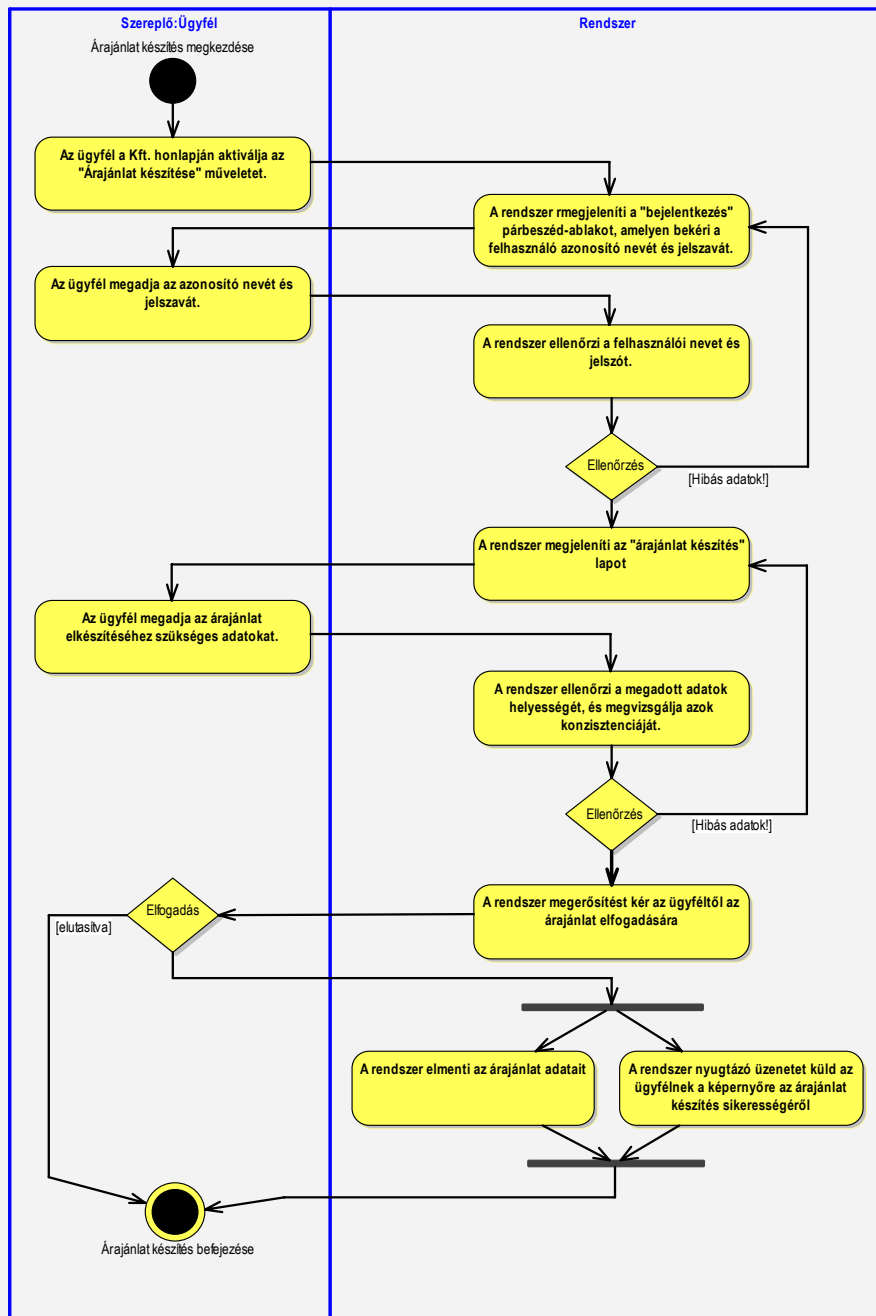 Szereplő:Ügyfél
Rendszer
Árajánlat készítés megkezdése
Az ügyfél a Kft. honlapján aktiválja az
"Árajánlat készítése" műveletet.
A rendszer rmegjeleníti a "bejelentkezés"
párbeszéd-ablakot, amelyen bekéri a
felhasználó azonosító nevét és jelszavát.
Az ügyfél megadja az azonosító nevét és
jelszavát.
A rendszer ellenőrzi a felhasználói nevet és
jelszót.
Ellenőrzés
[Hibás adatok!]
A rendszer megjeleníti az "árajánlat készítés"
lapot
Az ügyfél megadja az árajánlat
elkészítéséhez szükséges adatokat.
A rendszer ellenőrzi a megadott adatok
helyességét, és megvizsgálja azok
konzisztenciáját.
Ellenőrzés
[Hibás adatok!]
A rendszer megerősítést kér az ügyféltől az
árajánlat elfogadására
Elfogadás
[elutasítva]
A rendszer elmenti az árajánlat adatait
A rendszer nyugtázó üzenetet küld az
ügyfélnek a képernyőre az árajánlat
készítés sikerességéről
Árajánlat készítés befejezése